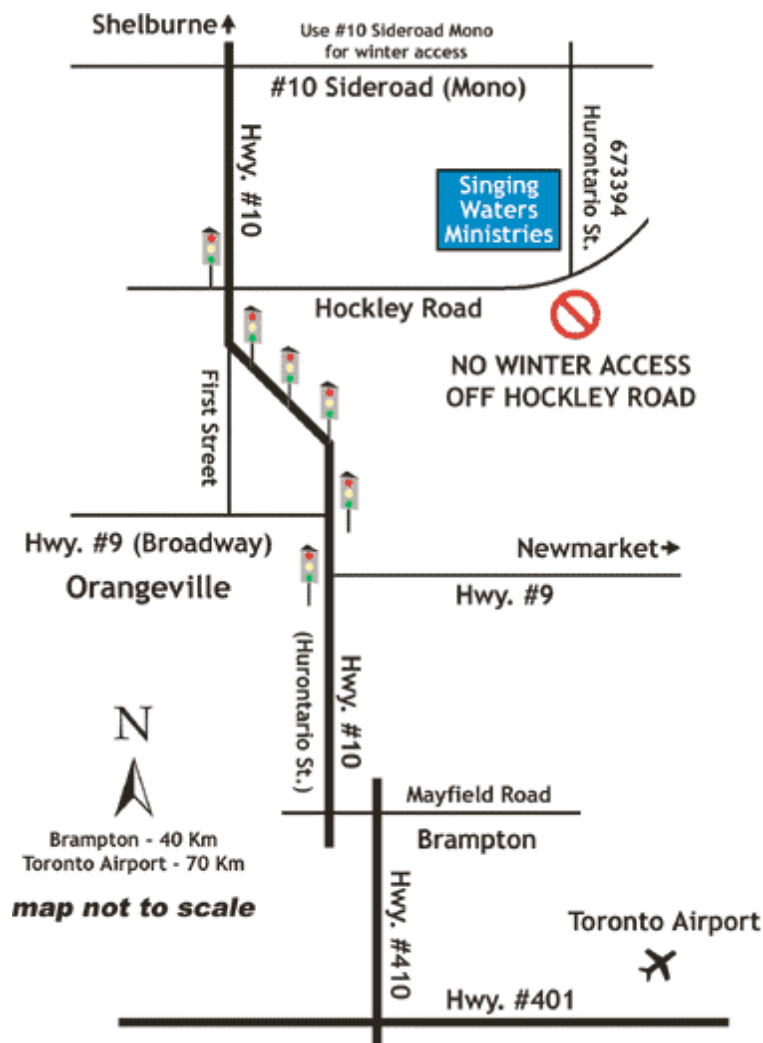 Shelburne
Use #10 Sideroad Mono
for winter access
#10 Sideroad (Mono)
Hwy. #10
Hurontario St.
673394
Singing
Waters
Ministries
Hockley Road
NO WINTER ACCESS
OFF HOCKLEY ROAD
First Street
Hwy. #9 (Broadway)
Orangeville
Newmarket
Hwy. #9
(Hurontario St.)
Hwy. #10
N
Brampton - 40 Km
Toronto Airport - 70 Km
map not to scale
Mayfield Road
Brampton
Hwy. #410
Toronto Airport
Hwy. #401